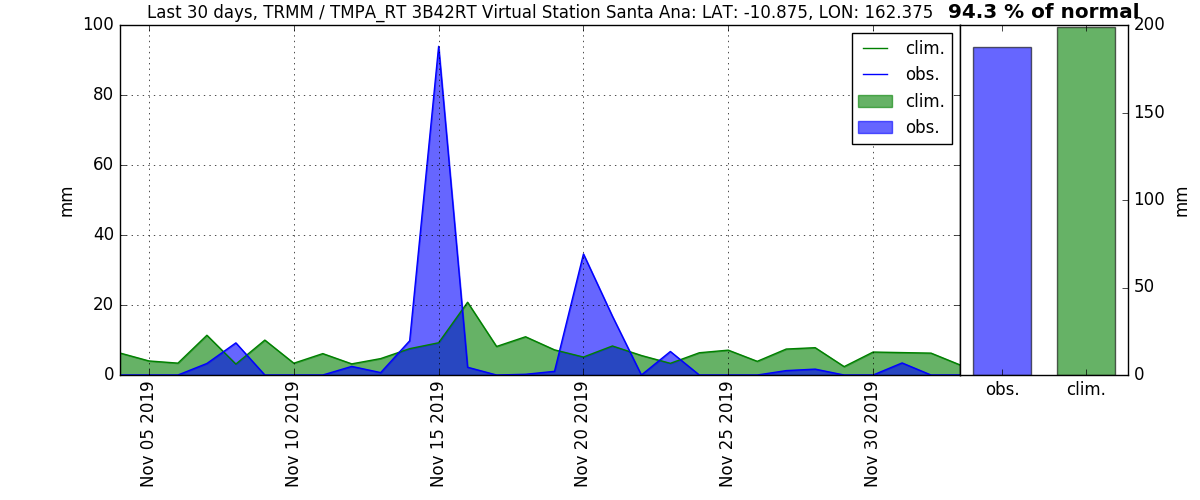 Last 30 days, TRMM / TMPA_RT 3B42RT Virtual Station Santa Ana: LAT: -10.875, LON: 162.375
94.3 % of normal
100
80
60
40
20
0
mm
clim.
obs.
clim.
obs.
200
150
100
50
0
mm
Nov 05 2019
Nov 10 2019
Nov 15 2019
Nov 20 2019
Nov 25 2019
Nov 30 2019
obs.
clim.